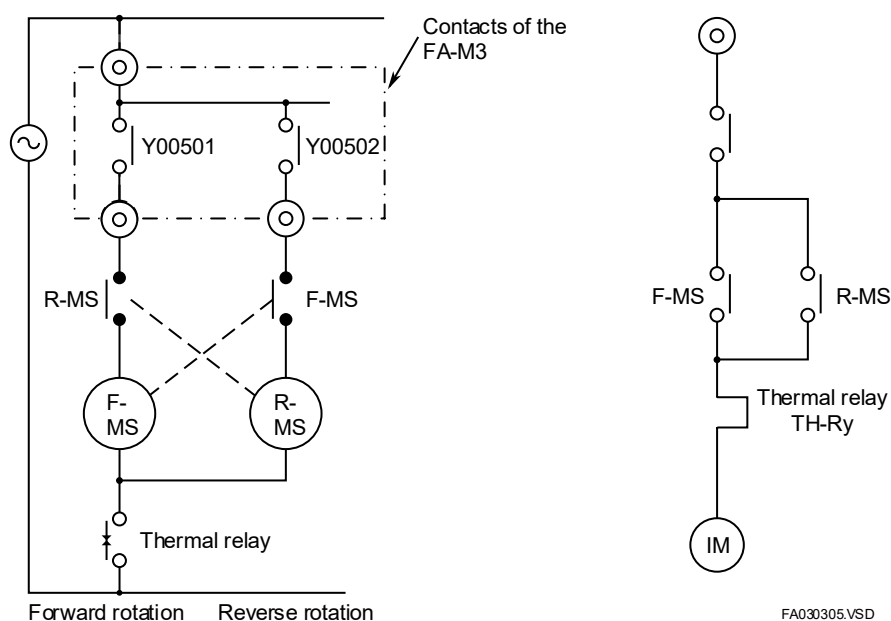 Contacts of the
FA-M3
Y00501
Y00502
R-MS
F-MS
F-
MS
R-
MS
Thermal relay
Forward rotation
Reverse rotation
F-MS
R-MS
Thermal relay
TH-Ry
IM
FA030305.VSD